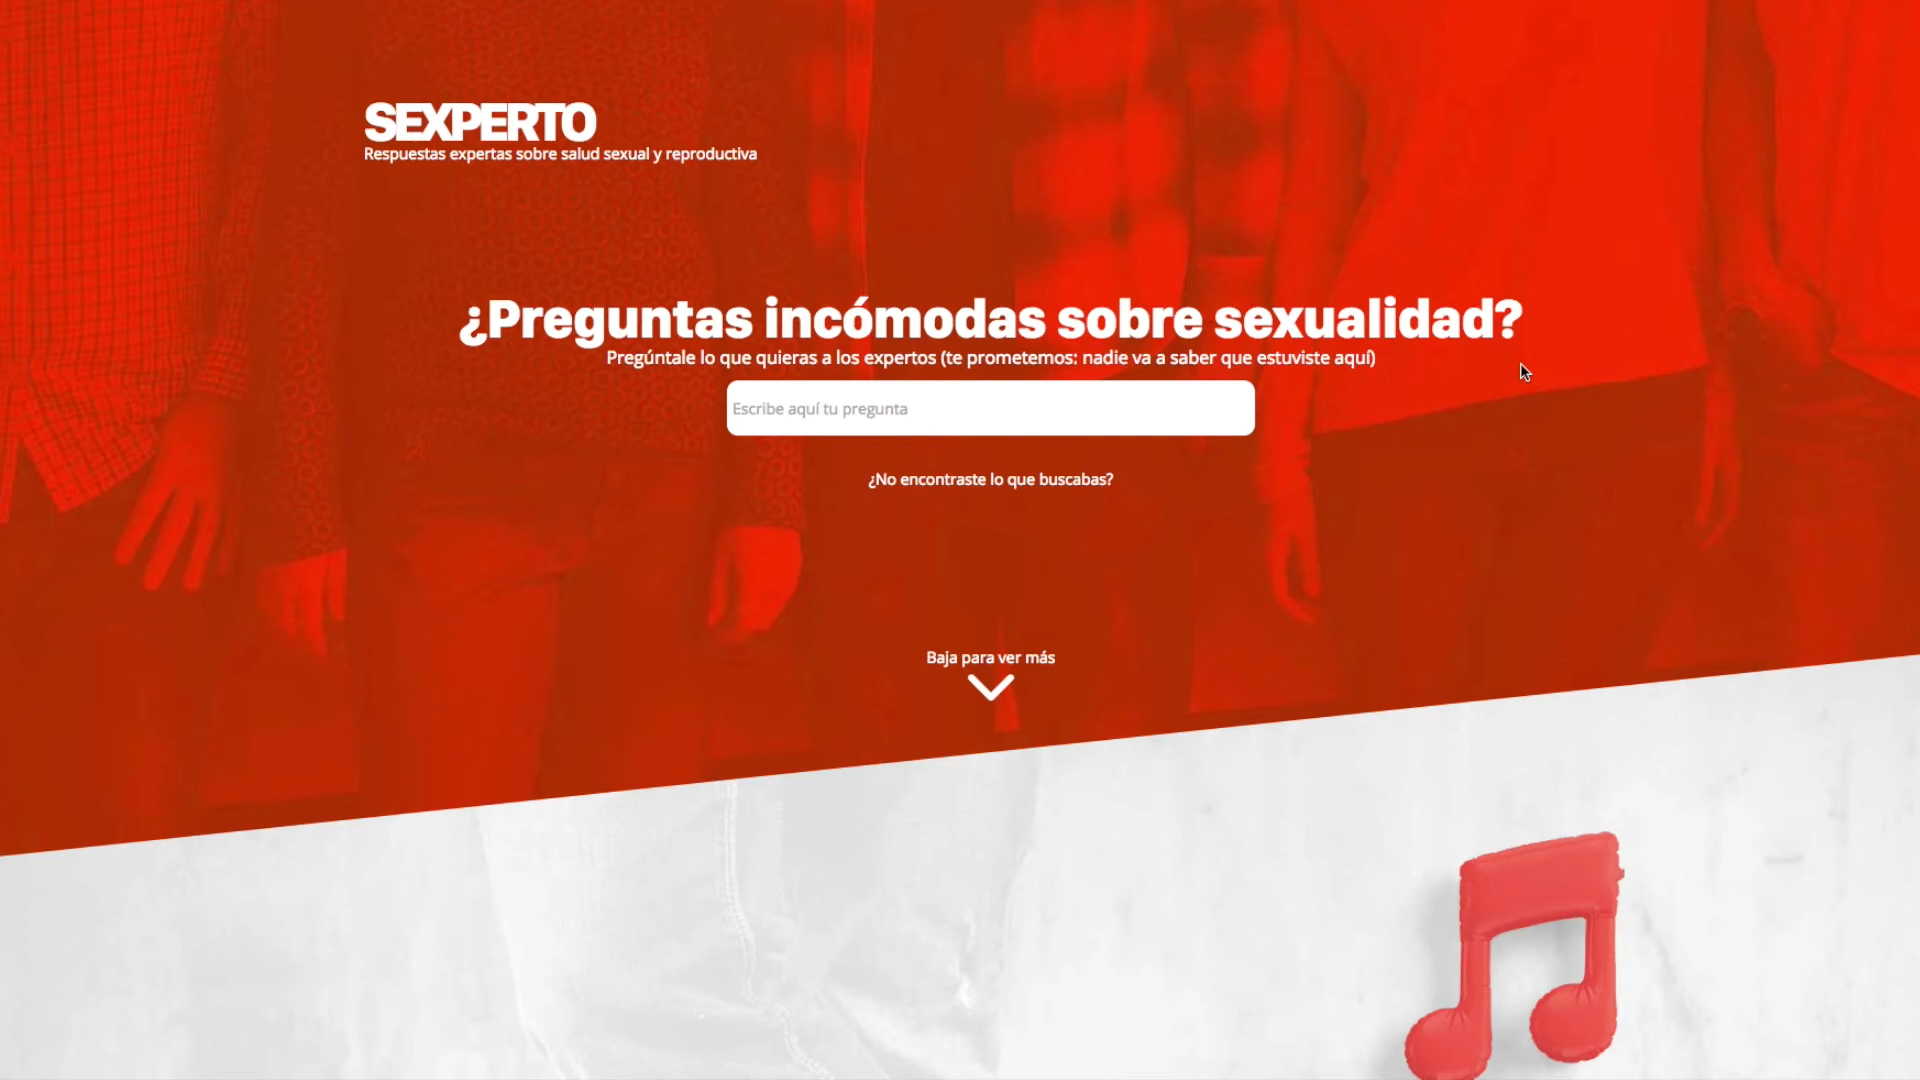 SEXPERTO
Respuestas expertas sobre salud sexual y reproductiva
¿Preguntas incómodas sobre sexualidad?
Pregúntale lo que quieras a los expertos (te prometemos: nadie va a saber que estuviste aquí)
Escribe aquí tu pregunta
¿No encontraste lo que buscabas?
Baja para ver más